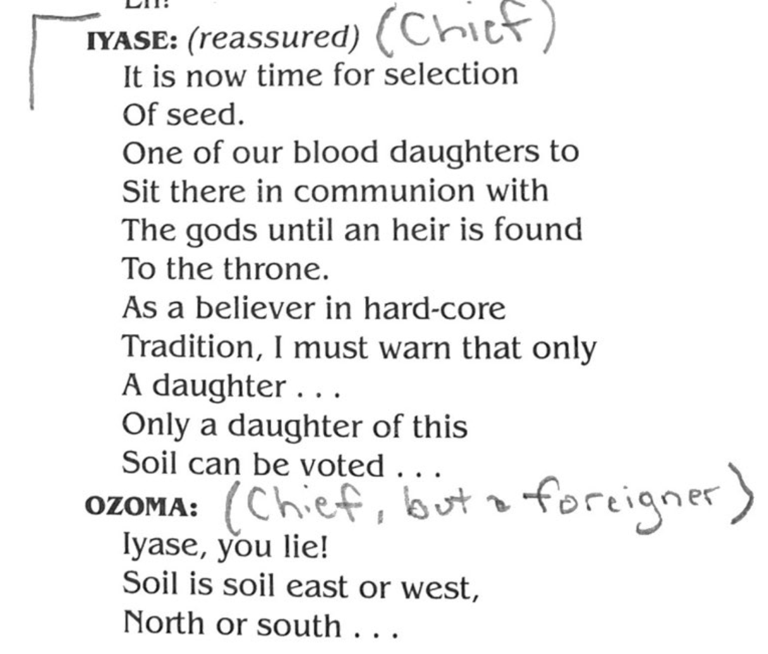 IYASE: (reassured) (Chief)
It is now time for selection
Of seed.
One of our blood daughters to
Sit there in communion with
The gods until an heir is found
To the throne.
As a believer in hard-core
Tradition, I must warn that only
A daughter . . .
Only a daughter of this
Soil can be voted . . .
OZOMA: (Chief, but a foreigner)
Iyase, you lie!
Soil is soil east or west,
North or south . . .